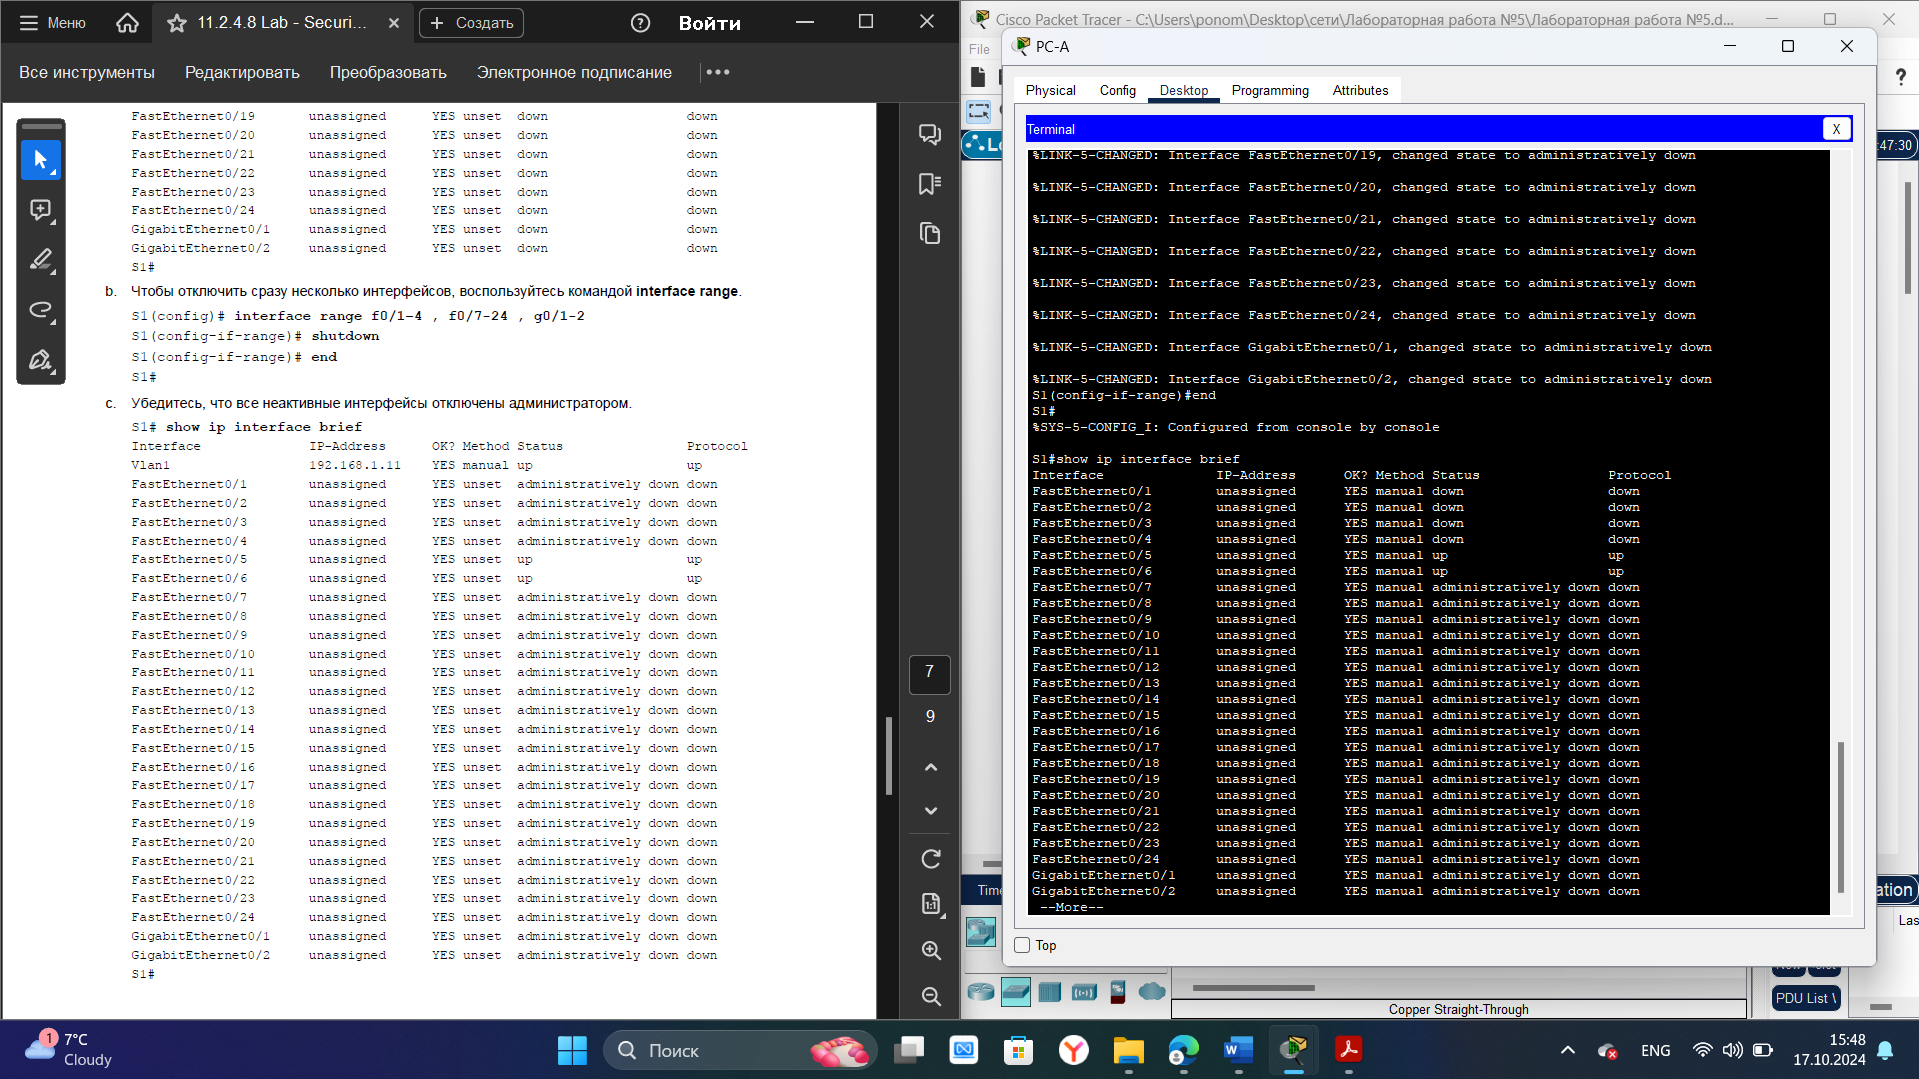 Меню
11.2.4.8 Lab - Securi...
Создать
Войти
Все инструменты
Редактировать
Преобразовать
Электронное подписание
FastEthernet0/19 unassigned YES unset down down
FastEthernet0/20 unassigned YES unset down down
FastEthernet0/21 unassigned YES unset down down
FastEthernet0/22 unassigned YES unset down down
FastEthernet0/23 unassigned YES unset down down
FastEthernet0/24 unassigned YES unset down down
GigabitEthernet0/1 unassigned YES unset down down
GigabitEthernet0/2 unassigned YES unset down down
S1#
b. Чтобы отключить сразу несколько интерфейсов, воспользуйтесь командой interface range.
S1(config)# interface range f0/1-4 , f0/7-24 , g0/1-2
S1(config-if-range)# shutdown
S1(config-if-range)# end
S1#
c. Убедитесь, что все неактивные интерфейсы отключены администратором.
S1# show ip interface brief
Interface IP-Address OK? Method Status Protocol
Vlan1 192.168.1.11 YES manual up up
FastEthernet0/1 unassigned YES unset administratively down down
FastEthernet0/2 unassigned YES unset administratively down down
FastEthernet0/3 unassigned YES unset administratively down down
FastEthernet0/4 unassigned YES unset administratively down down
FastEthernet0/5 unassigned YES unset up up
FastEthernet0/6 unassigned YES unset up up
FastEthernet0/7 unassigned YES unset administratively down down
FastEthernet0/8 unassigned YES unset administratively down down
FastEthernet0/9 unassigned YES unset administratively down down
FastEthernet0/10 unassigned YES unset administratively down down
FastEthernet0/11 unassigned YES unset administratively down down
FastEthernet0/12 unassigned YES unset administratively down down
FastEthernet0/13 unassigned YES unset administratively down down
FastEthernet0/14 unassigned YES unset administratively down down
FastEthernet0/15 unassigned YES unset administratively down down
FastEthernet0/16 unassigned YES unset administratively down down
FastEthernet0/17 unassigned YES unset administratively down down
FastEthernet0/18 unassigned YES unset administratively down down
FastEthernet0/19 unassigned YES unset administratively down down
FastEthernet0/20 unassigned YES unset administratively down down
FastEthernet0/21 unassigned YES unset administratively down down
FastEthernet0/22 unassigned YES unset administratively down down
FastEthernet0/23 unassigned YES unset administratively down down
FastEthernet0/24 unassigned YES unset administratively down down
GigabitEthernet0/1 unassigned YES unset administratively down down
GigabitEthernet0/2 unassigned YES unset administratively down down
S1#
7
9
1:1
Cisco Packet Tracer - C:\Users\ponom\Desktop\сети\Лабораторная работа №5\Лабораторная работа №5.d...
File
PC-A
Physical Config Desktop Programming Attributes
Terminal
X
:47:30
%LINK-5-CHANGED: Interface FastEthernet0/19, changed state to administratively down
%LINK-5-CHANGED: Interface FastEthernet0/20, changed state to administratively down
%LINK-5-CHANGED: Interface FastEthernet0/21, changed state to administratively down
%LINK-5-CHANGED: Interface FastEthernet0/22, changed state to administratively down
%LINK-5-CHANGED: Interface FastEthernet0/23, changed state to administratively down
%LINK-5-CHANGED: Interface FastEthernet0/24, changed state to administratively down
%LINK-5-CHANGED: Interface GigabitEthernet0/1, changed state to administratively down
%LINK-5-CHANGED: Interface GigabitEthernet0/2, changed state to administratively down
S1(config-if-range)#end
S1#
%SYS-5-CONFIG_I: Configured from console by console
S1#show ip interface brief
Interface IP-Address OK? Method Status Protocol
FastEthernet0/1 unassigned YES manual down down
FastEthernet0/2 unassigned YES manual down down
FastEthernet0/3 unassigned YES manual down down
FastEthernet0/4 unassigned YES manual down down
FastEthernet0/5 unassigned YES manual up up
FastEthernet0/6 unassigned YES manual up up
FastEthernet0/7 unassigned YES manual administratively down down
FastEthernet0/8 unassigned YES manual administratively down down
FastEthernet0/9 unassigned YES manual administratively down down
FastEthernet0/10 unassigned YES manual administratively down down
FastEthernet0/11 unassigned YES manual administratively down down
FastEthernet0/12 unassigned YES manual administratively down down
FastEthernet0/13 unassigned YES manual administratively down down
FastEthernet0/14 unassigned YES manual administratively down down
FastEthernet0/15 unassigned YES manual administratively down down
FastEthernet0/16 unassigned YES manual administratively down down
FastEthernet0/17 unassigned YES manual administratively down down
FastEthernet0/18 unassigned YES manual administratively down down
FastEthernet0/19 unassigned YES manual administratively down down
FastEthernet0/20 unassigned YES manual administratively down down
FastEthernet0/21 unassigned YES manual administratively down down
FastEthernet0/22 unassigned YES manual administratively down down
FastEthernet0/23 unassigned YES manual administratively down down
FastEthernet0/24 unassigned YES manual administratively down down
GigabitEthernet0/1 unassigned YES manual administratively down down
GigabitEthernet0/2 unassigned YES manual administratively down down
--More--
Top
Time
ation
Las
PDU List \
Copper Straight-Through
1
7°C
Cloudy
Поиск
ENG
15:48
17.10.2024